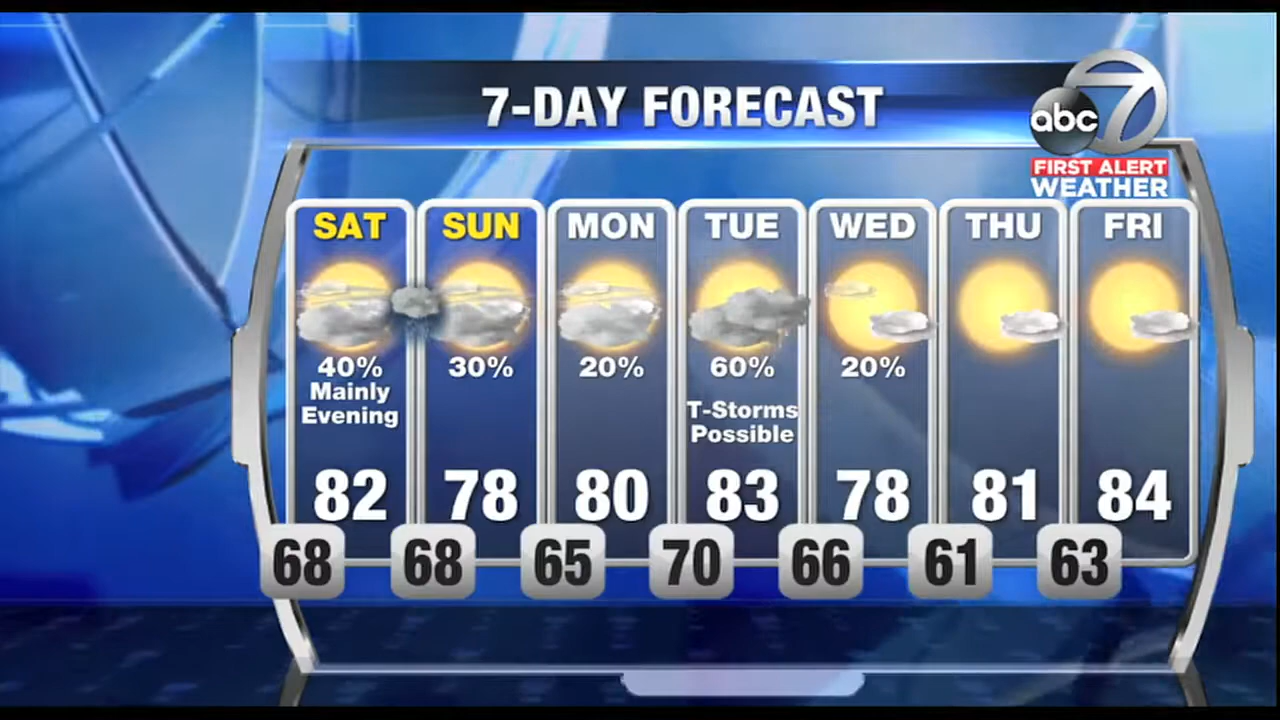 7-DAY FORECAST
abc 7
FIRST ALERT
WEATHER
SAT SUN MON TUE WED THU FRI
40% 30% 20% 60% 20%
Mainly
Evening
T-Storms
Possible
82 78 80 83 78 81 84
68 68 65 70 66 61 63